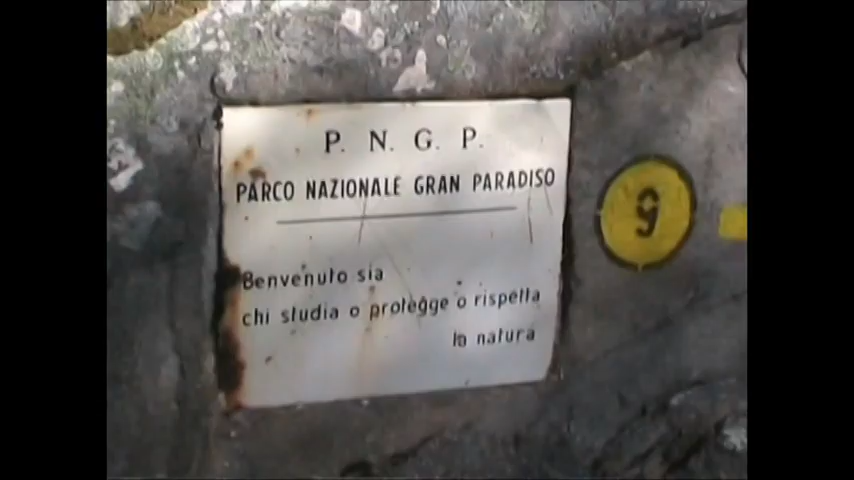 P. N. G. P.
PARCO NAZIONALE GRAN PARADISO
Benvenuto sia
chi studia o protegge o rispetta
la natura
9